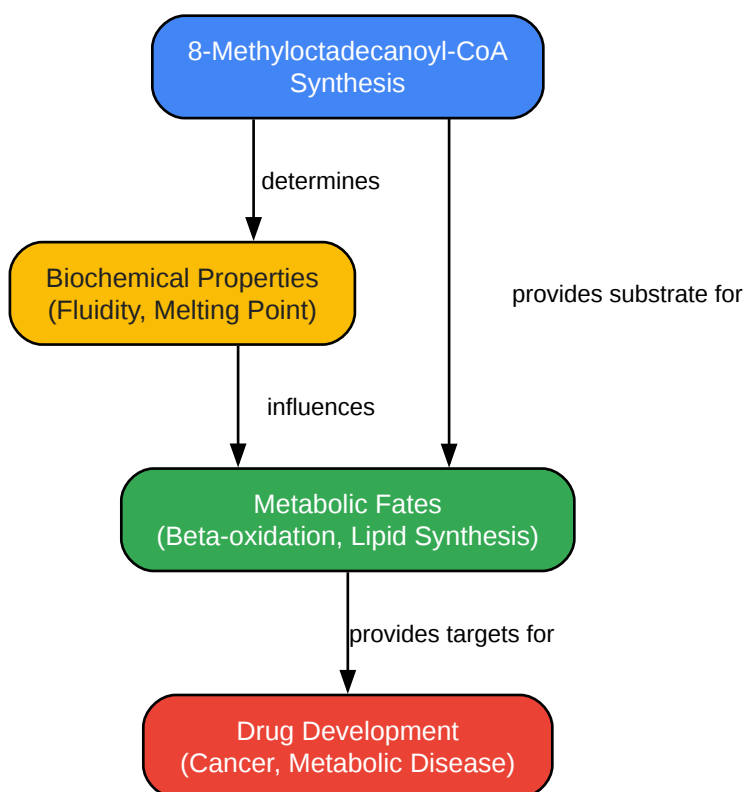 8-Methyloctadecanoyl-CoA
Synthesis
determines
Biochemical Properties
(Fluidity, Melting Point)
provides substrate for
influences
Metabolic Fates
(Beta-oxidation, Lipid Synthesis)
provides targets for
Drug Development
(Cancer, Metabolic Disease)